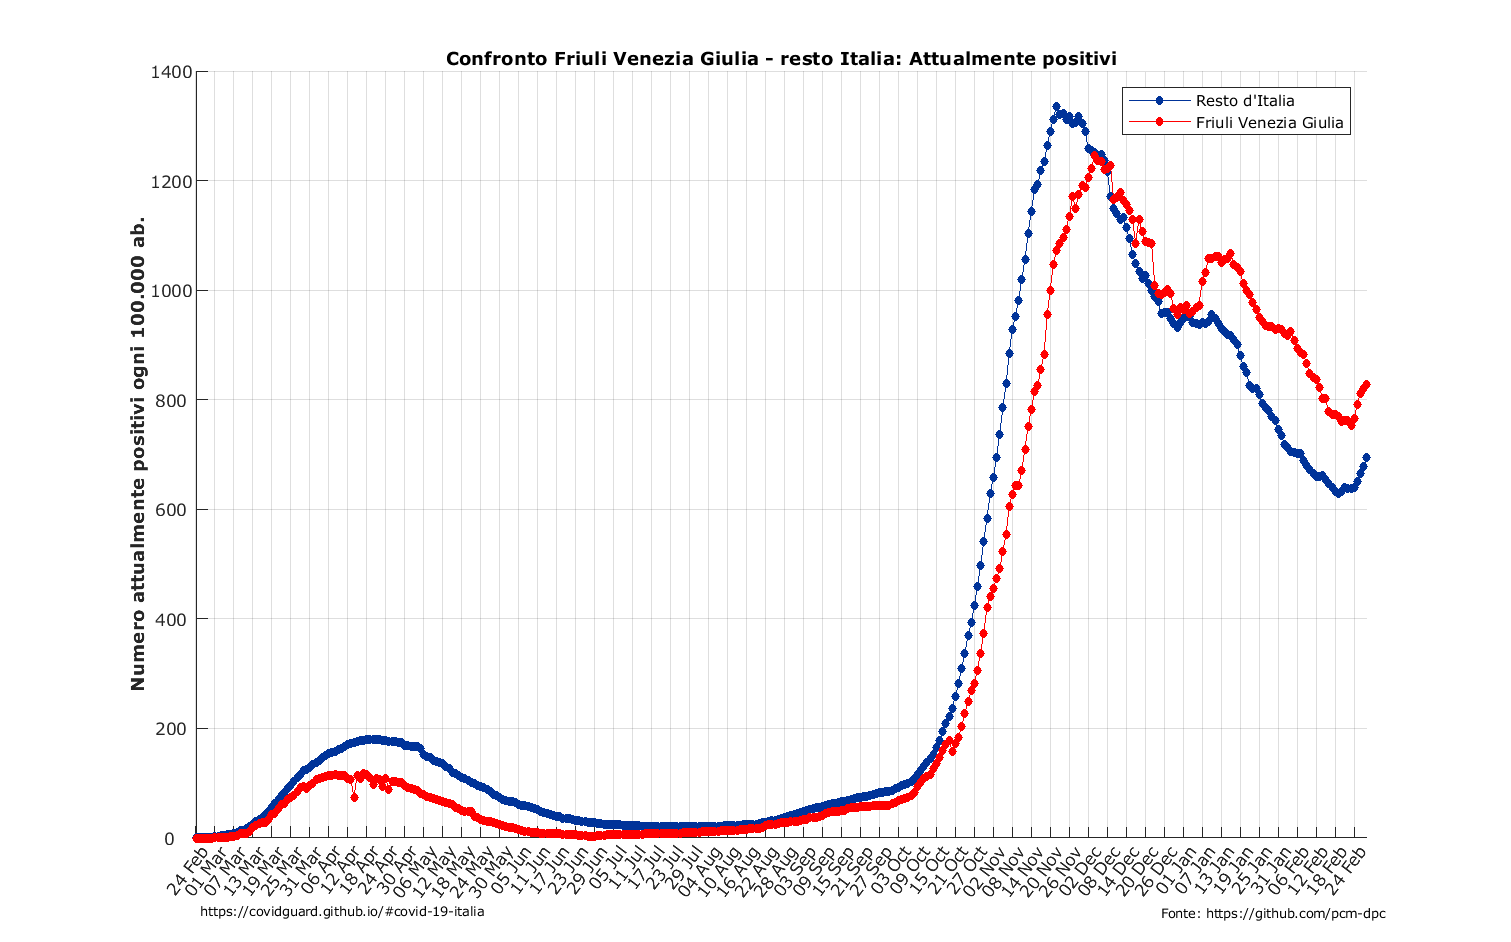 Confronto Friuli Venezia Giulia - resto Italia: Attualmente positivi
Numero attualmente positivi ogni 100.000 ab.
1400
1200
1000
800
600
400
200
0
Resto d'Italia
Friuli Venezia Giulia
24 Feb
01 Mar
07 Mar
13 Mar
19 Mar
25 Mar
31 Mar
06 Apr
12 Apr
18 Apr
24 Apr
30 Apr
06 May
12 May
18 May
24 May
30 May
05 Jun
11 Jun
17 Jun
23 Jun
29 Jun
05 Jul
11 Jul
17 Jul
23 Jul
29 Jul
04 Aug
10 Aug
16 Aug
22 Aug
28 Aug
03 Sep
09 Sep
15 Sep
21 Sep
27 Sep
03 Oct
09 Oct
15 Oct
21 Oct
27 Oct
02 Nov
08 Nov
14 Nov
20 Nov
26 Nov
02 Dec
08 Dec
14 Dec
20 Dec
26 Dec
01 Jan
07 Jan
13 Jan
19 Jan
25 Jan
31 Jan
06 Feb
12 Feb
18 Feb
24 Feb
https://covidguard.github.io/#covid-19-italia
Fonte: https://github.com/pcm-dpc